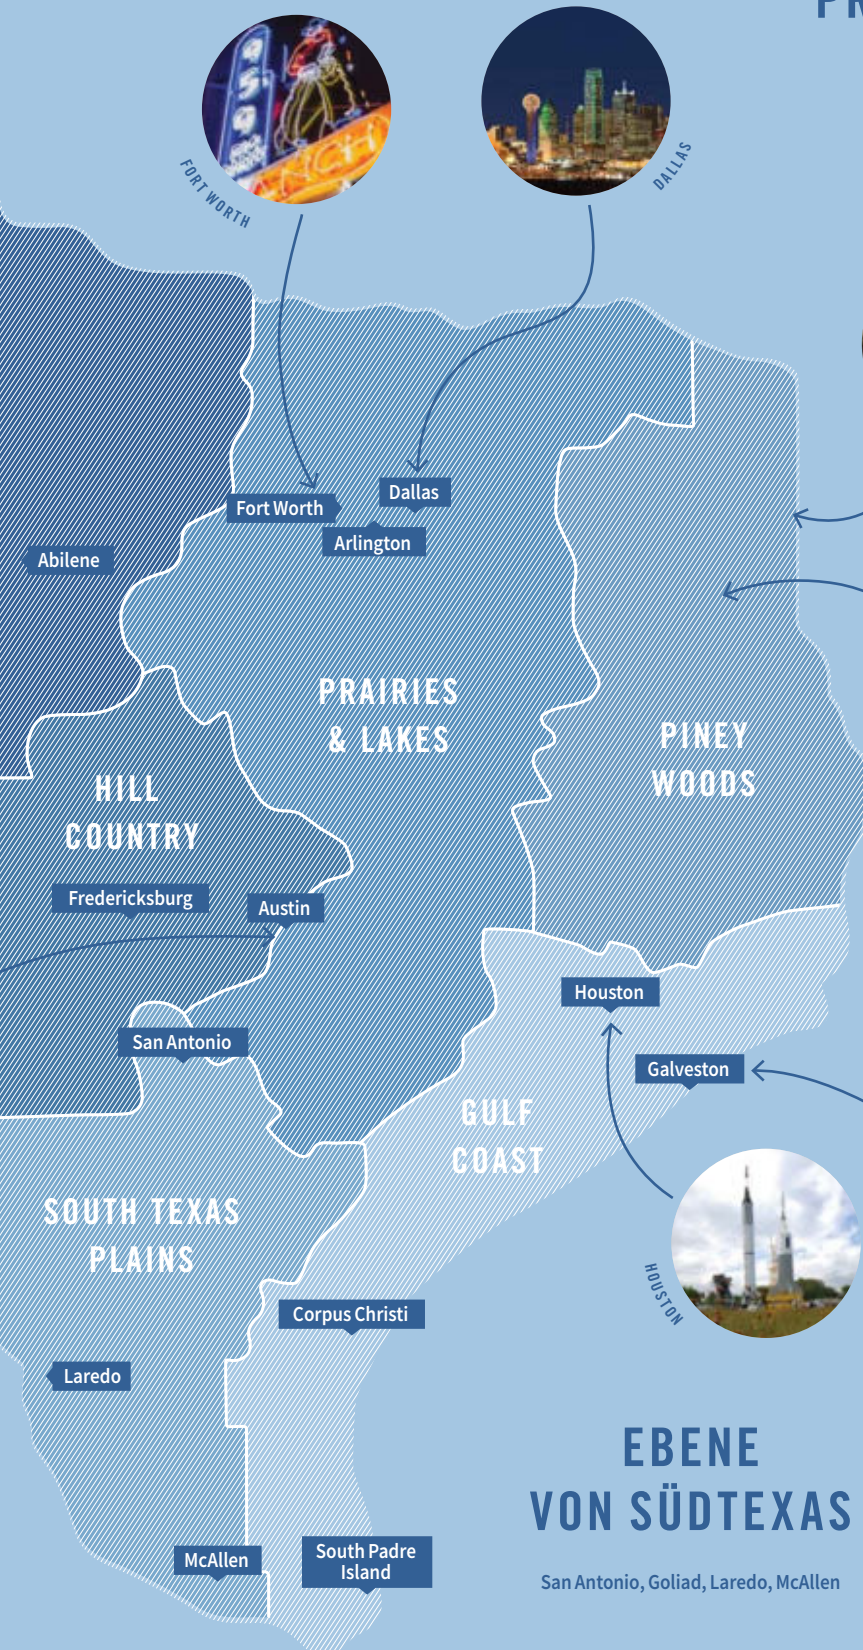 PR
FORT WORTH
DALLAS
Dallas
Fort Worth
Arlington
Abilene
PRAIRIES
& LAKES
PINEY
WOODS
HILL
COUNTRY
Fredericksburg
Austin
Houston
San Antonio
Galveston
GULF
COAST
SOUTH TEXAS
PLAINS
HOUSTON
Corpus Christi
Laredo
EBENE
VON SÜDTEXAS
McAllen
South Padre
Island
San Antonio, Goliad, Laredo, McAllen